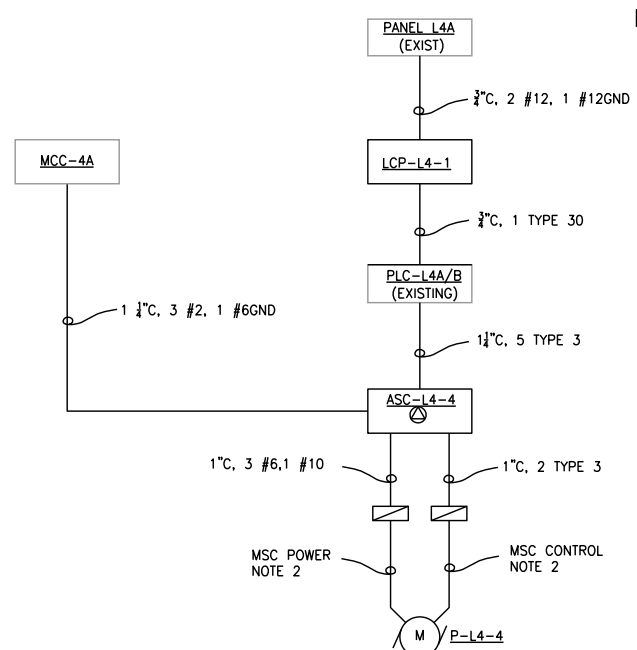 PANEL L4A
(EXIST)
¾"C, 2 #12, 1 #12GND
MCC-4A
LCP-L4-1
¾"C, 1 TYPE 30
PLC-L4A/B
(EXISTING)
1 ¼"C, 3 #2, 1 #6GND
1¼"C, 5 TYPE 3
ASC-L4-4
1"C, 3 #6,1 #10
1"C, 2 TYPE 3
MSC POWER
NOTE 2
MSC CONTROL
NOTE 2
M
P-L4-4